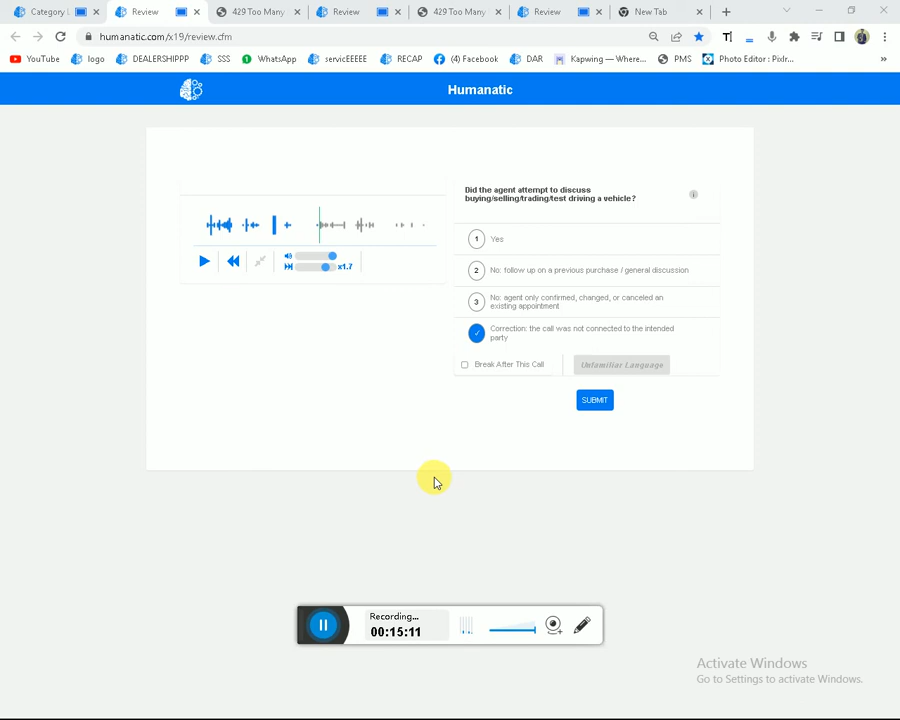 Category L
Review
429 Too Many
Review
429 Too Many
Review
New Tab
humanatic.com/x19/review.cfm
YouTube
logo
DEALERSHIPPP
SSS
WhatsApp
servicEEEEE
RECAP
(4) Facebook
DAR
Kapwing — Where...
PMS
Photo Editor : Pixlr...
»
Humanatic
Did the agent attempt to discuss
buying/selling/trading/test driving a vehicle?
i
1 Yes
2 No: follow up on a previous purchase / general discussion
3 No: agent only confirmed, changed, or canceled an
existing appointment
Correction: the call was not connected to the intended
party
x1.7
Break After This Call
Unfamiliar Language
SUBMIT
Recording...
00:15:11
Activate Windows
Go to Settings to activate Windows.